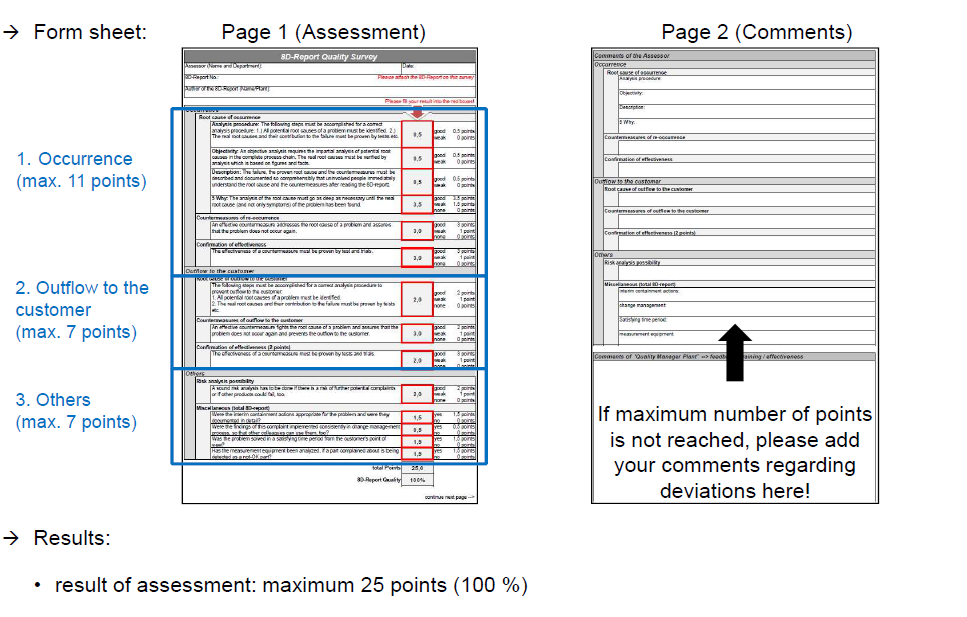 → Form sheet:
Page 1 (Assessment)
Page 2 (Comments)
8D-Report Quality Survey
Assessor (Name and Department):
Date:
8D-Report No.:
Please attach the 8D-Report on this survey
Author of the 8D-Report (Name/Plant):
Please fill your result into the red boxes!
Occurrence
Root cause of occurrence
Analysis procedure: The following steps must be accomplished for a correct
analysis procedure: 1.) All potential root causes of a problem must be identified. 2.)
The real root causes and their contribution to the failure must be proven by tests etc.
0,5
good 0.5 points
weak 0 points
Objectivity: An objective analysis requires the impartial analysis of potential root
causes in the complete process chain. The real root causes must be verified by
analysis which is based on figures and facts.
0,5
good 0.5 points
weak 0 points
Description: The failure, the proven root cause and the countermeasures must be
described and documented so comprehensibly that uninvolved people immediately
understand the root cause and the countermeasures after reading the 8D-report.
0,5
good 0.5 points
weak 0 points
5 Why: The analysis of the root cause must go as deep as necessary until the real
root cause (and not only symptoms) of the problem has been found.
3,5
good 3.5 points
weak 1.5 points
none 0 points
Countermeasures of re-occurrence
An effective countermeasure addresses the root cause of a problem and assures
that the problem does not occur again.
3,0
good 3 points
weak 1 point
none 0 points
Confirmation of effectiveness
The effectiveness of a countermeasure must be proven by test and trials.
3,0
good 3 points
weak 1 point
none 0 points
Outflow to the customer
Root cause of outflow to the customer
The following steps must be accomplished for a correct analysis procedure to
prevent outflow to the customer:
1. All potential root causes of a problem must be identified.
2. The real root causes and their contribution to the failure must be proven by tests
etc.
2,0
good 2 points
weak 1 point
none 0 points
Countermeasures of outflow to the customer
An effective countermeasure fights the root cause of a problem and assures that the
problem does not occur again and prevents the outflow to the customer.
3,0
weak 1 point
none 0 points
Confirmation of effectiveness (2 points)
The effectiveness of a countermeasure must be proven by tests and trials.
2,0
weak 1 point
none 0 points
Others
Risk analysis possibility
A sound risk analysis has to be done if there is a risk of further potential complaints
or if other products could fail, too.
2,0
good 2 points
weak 1 point
none 0 points
Miscellaneous (total 8D-report)
Were the interim containment actions appropriate for the problem and were they
documented in detail?
1,5
yes 1.5 points
no 0 points
Were the findings of this complaint implemented consistently in change management
process, so that other colleagues can use them, too?
yes 0.5 points
no 0 points
Was the problem solved in a satisfying time period from the customer's point of
view?
yes 1.5 points
no 0 points
Has the measurement equipment been analyzed, if a part complained about is being
detected as a not-OK part?
yes 1.5 points
no 0 points
total Points 25,0
8D-Report Quality 100%
continue next page -->
1. Occurrence
(max. 11 points)
2. Outflow to the
customer
(max. 7 points)
3. Others
(max. 7 points)
Comments of the Assessor
Occurrence
Root cause of occurrence
Analysis procedure:
Objectivity:
Description:
5 Why:
Countermeasures of re-occurrence
Confirmation of effectiveness
Outflow to the customer
Root cause of outflow to the customer
Countermeasures of outflow to the customer
Confirmation of effectiveness (2 points)
Others
Risk analysis possibility
Miscellaneous (total 8D-report)
interim containment actions:
change management:
Satisfying time period:
measurement equipment:
Comments of "Quality Manager Plant" => training / effectiveness
If maximum number of points
is not reached, please add
your comments regarding
deviations here!
→ Results:
• result of assessment: maximum 25 points (100 %)